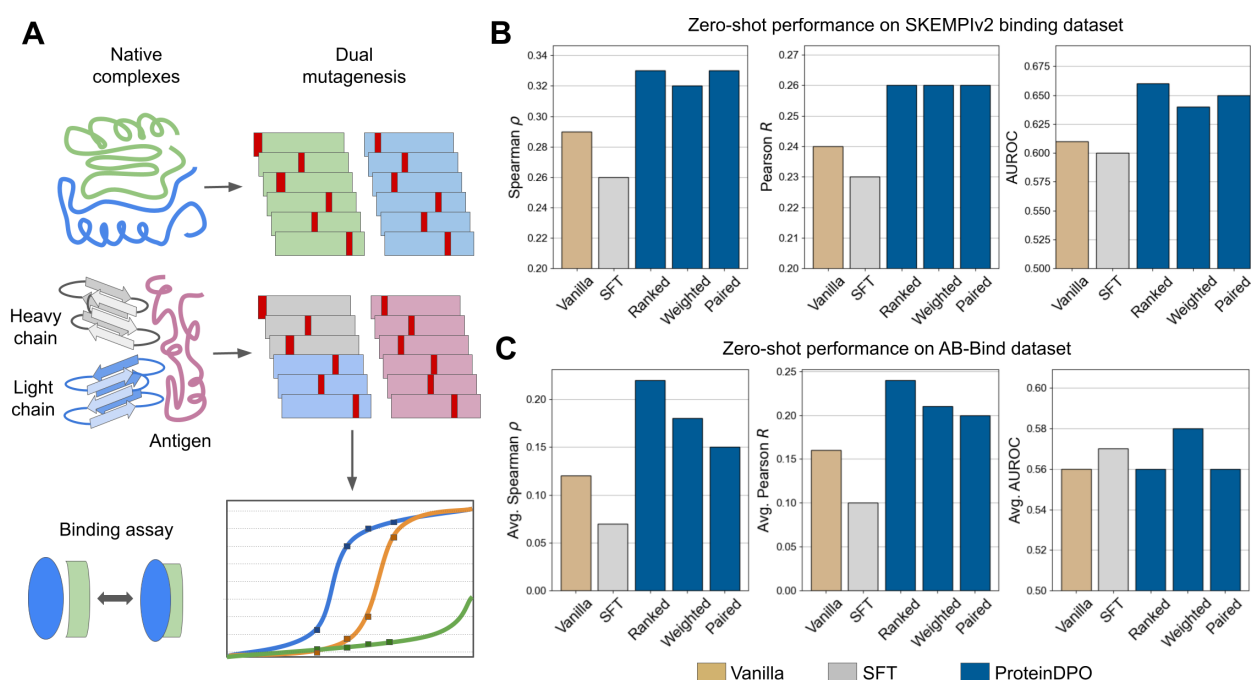 A
Native
complexes
Dual
mutagenesis
Heavy
chain
Light
chain
Antigen
Binding assay
B
Zero-shot performance on SKEMPIv2 binding dataset
Spearman ρ
0.34
0.32
0.30
0.28
0.26
0.24
0.22
0.20
Vanilla
SFT
Ranked
Weighted
Paired
Pearson R
0.27
0.26
0.25
0.24
0.23
0.22
0.21
0.20
Vanilla
SFT
Ranked
Weighted
Paired
AUROC
0.675
0.650
0.625
0.600
0.575
0.550
0.525
0.500
Vanilla
SFT
Ranked
Weighted
Paired
C
Zero-shot performance on AB-Bind dataset
Avg. Spearman ρ
0.20
0.15
0.10
0.05
0.00
Vanilla
SFT
Ranked
Weighted
Paired
Avg. Pearson R
0.25
0.20
0.15
0.10
0.05
0.00
Vanilla
SFT
Ranked
Weighted
Paired
Avg. AUROC
0.60
0.58
0.56
0.54
0.52
0.50
Vanilla
SFT
Ranked
Weighted
Paired
Vanilla
SFT
ProteinDPO